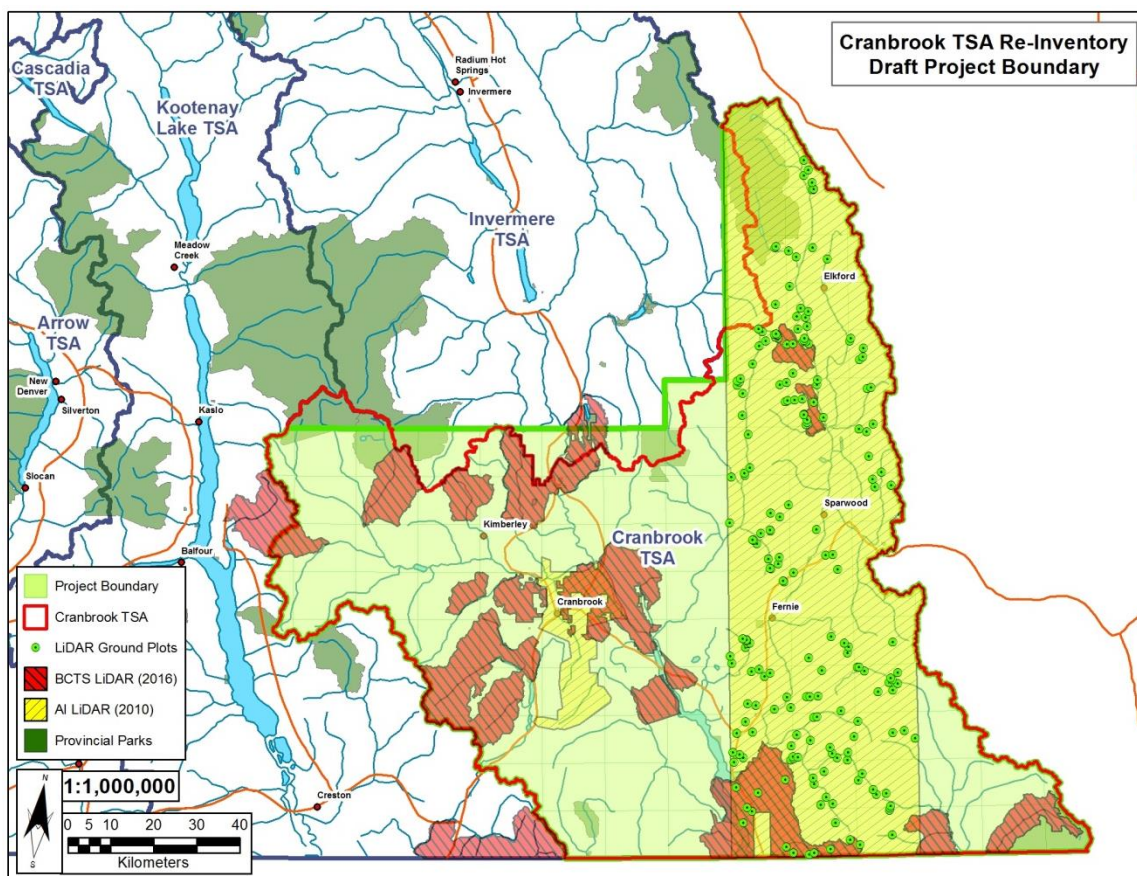 Cranbrook TSA Re-Inventory
Draft Project Boundary
Cascadia
TSA
Kootenay
Lake TSA
Radium Hot
Springs
Invermere
Invermere
TSA
Meadow
Creek
Elkford
Arrow
TSA
New
Denver
Silverton
Kaslo
Slocan
Kimberley
Sparwood
Cranbrook
TSA
Balfour
Cranbrook
Fernie
Creston
Project Boundary
Cranbrook TSA
LiDAR Ground Plots
BCTS LiDAR (2016)
AI LiDAR (2010)
Provincial Parks
N
S
1:1,000,000
0 5 10 20 30 40
Kilometers